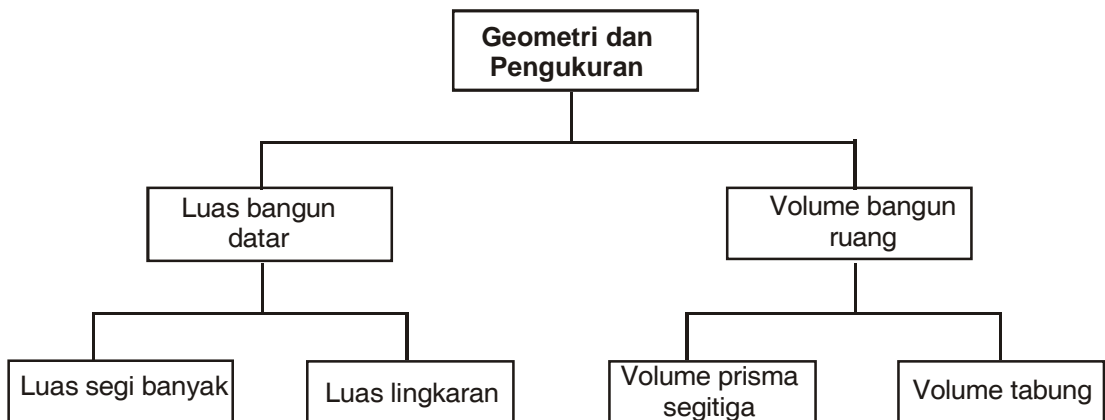 Geometri dan
Pengukuran
Luas bangun
datar
Volume bangun
ruang
Luas segi banyak
Luas lingkaran
Volume prisma
segitiga
Volume tabung